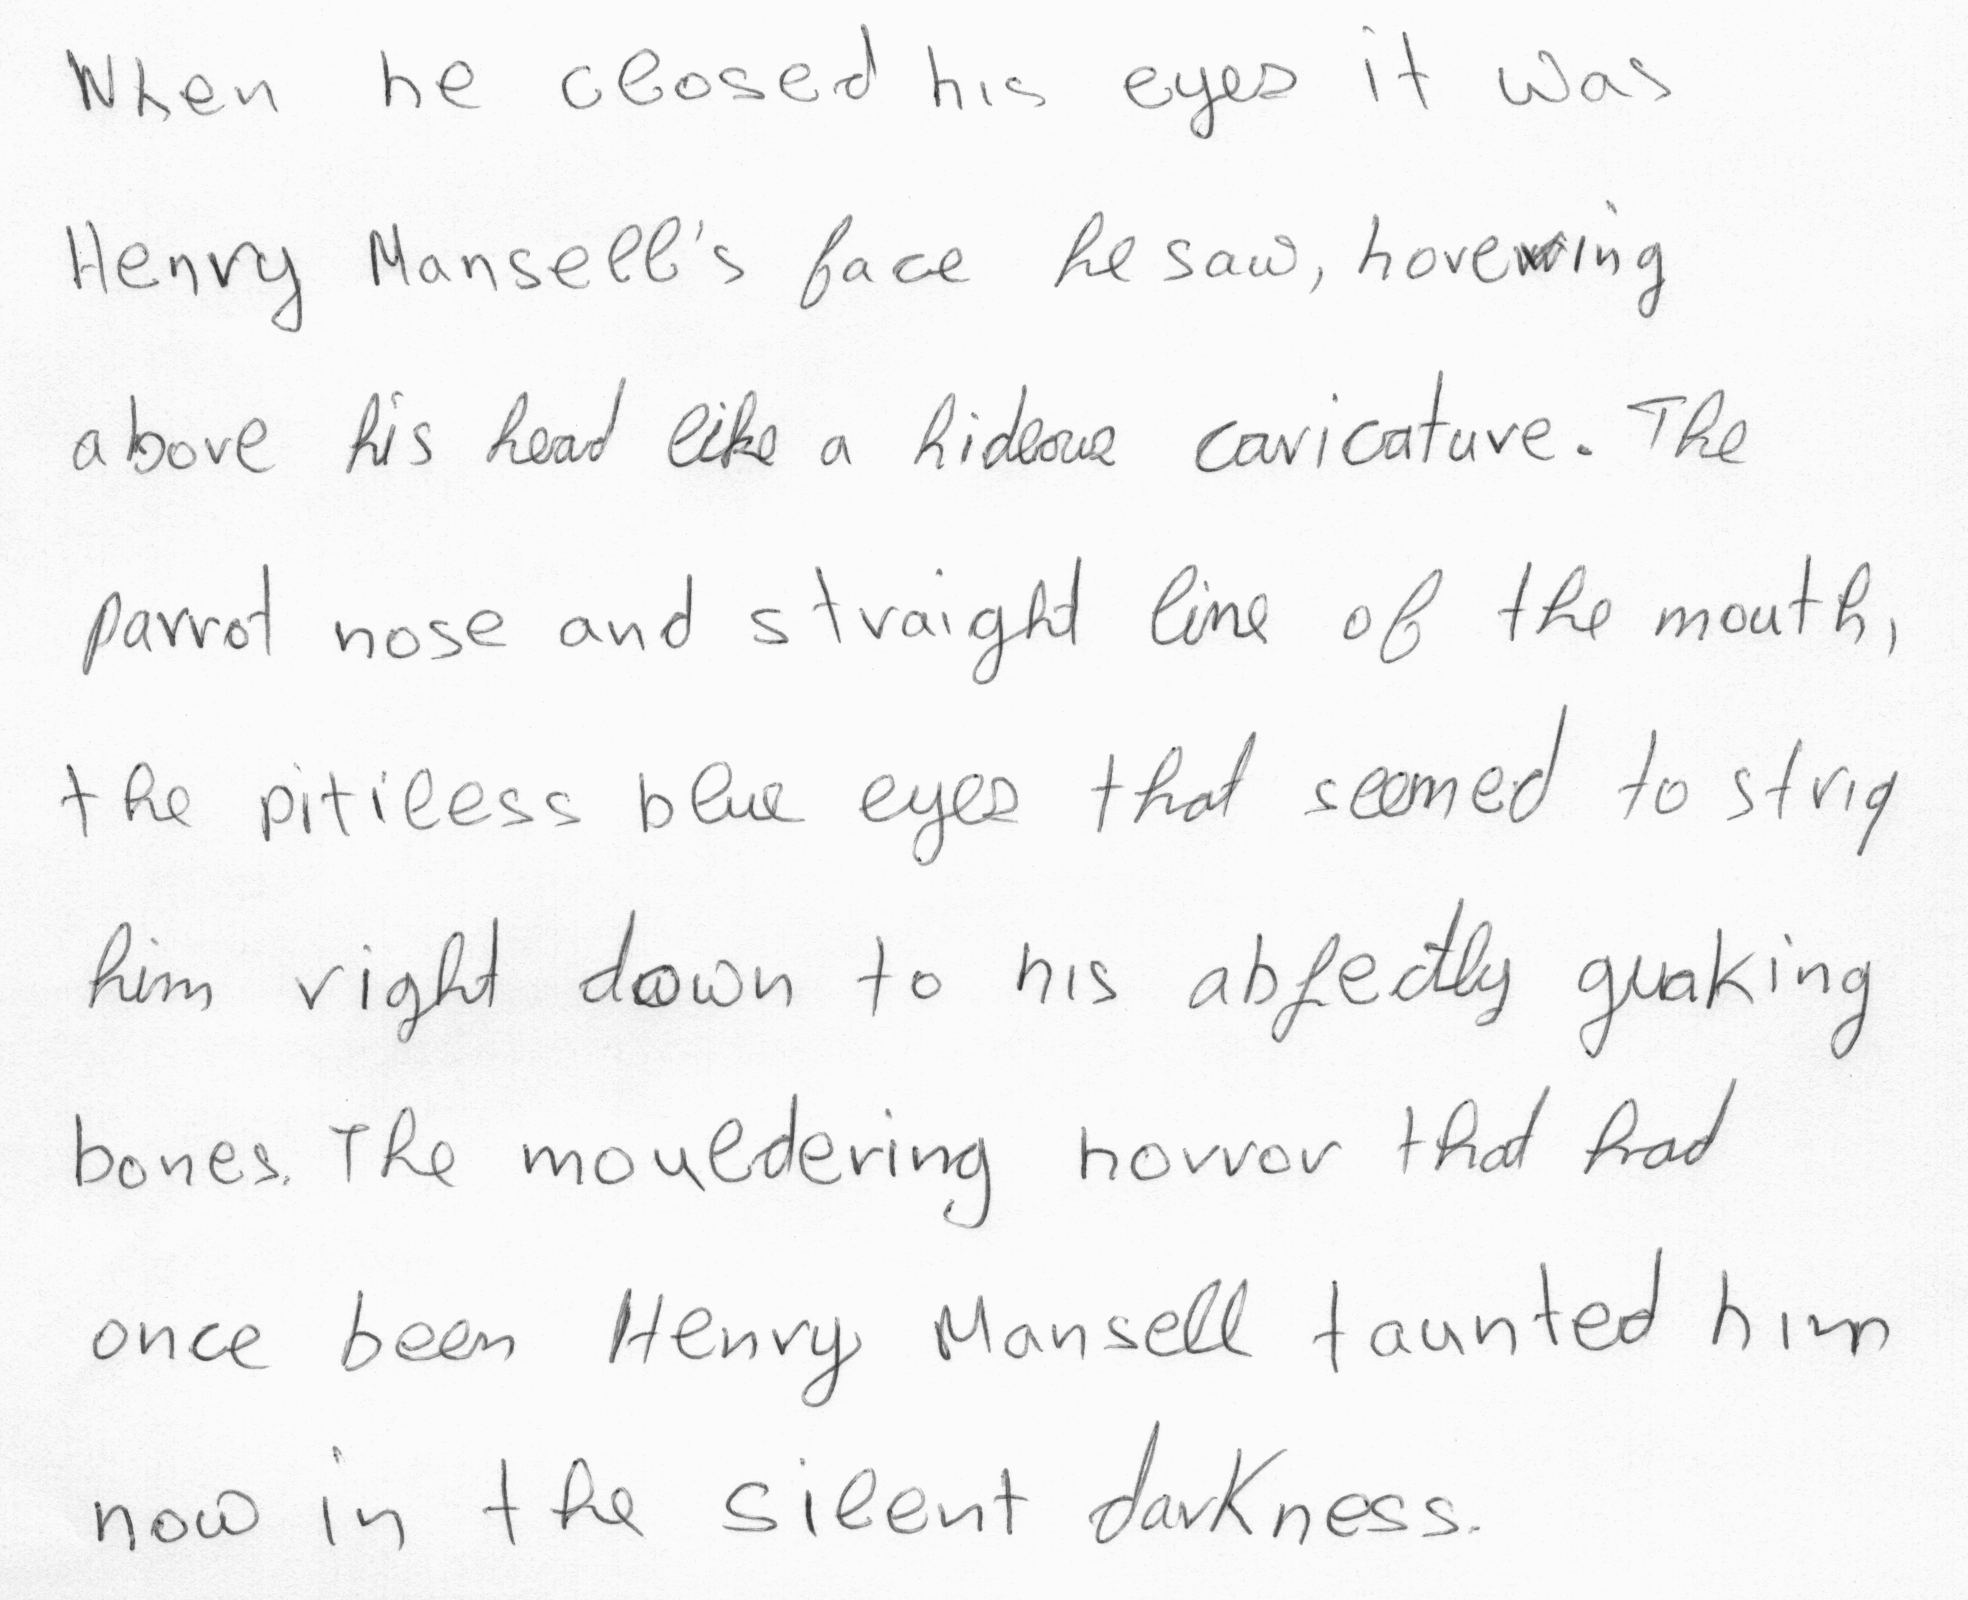 When he closed his eyes it was
Henry Mansell's face he saw, hovering
above his head like a hideous caricature. The
parrot nose and straight line of the mouth,
the pitiless blue eyes that seemed to strip
him right down to his abjectly quaking
bones. The mouldering horror that had
once been Henry Mansell taunted him
now in the silent darkness.